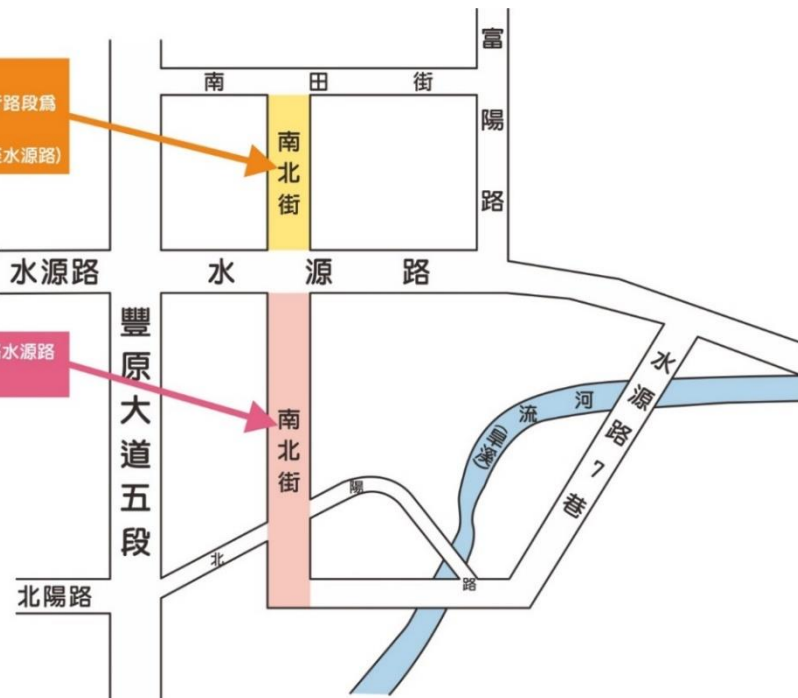 富陽路
南田街
路段爲
水源路)
南北街
水源路
水源路
水源路
豐原大道五段
南北街
水源路7巷
河流
(旱溪)
北陽路
北陽路